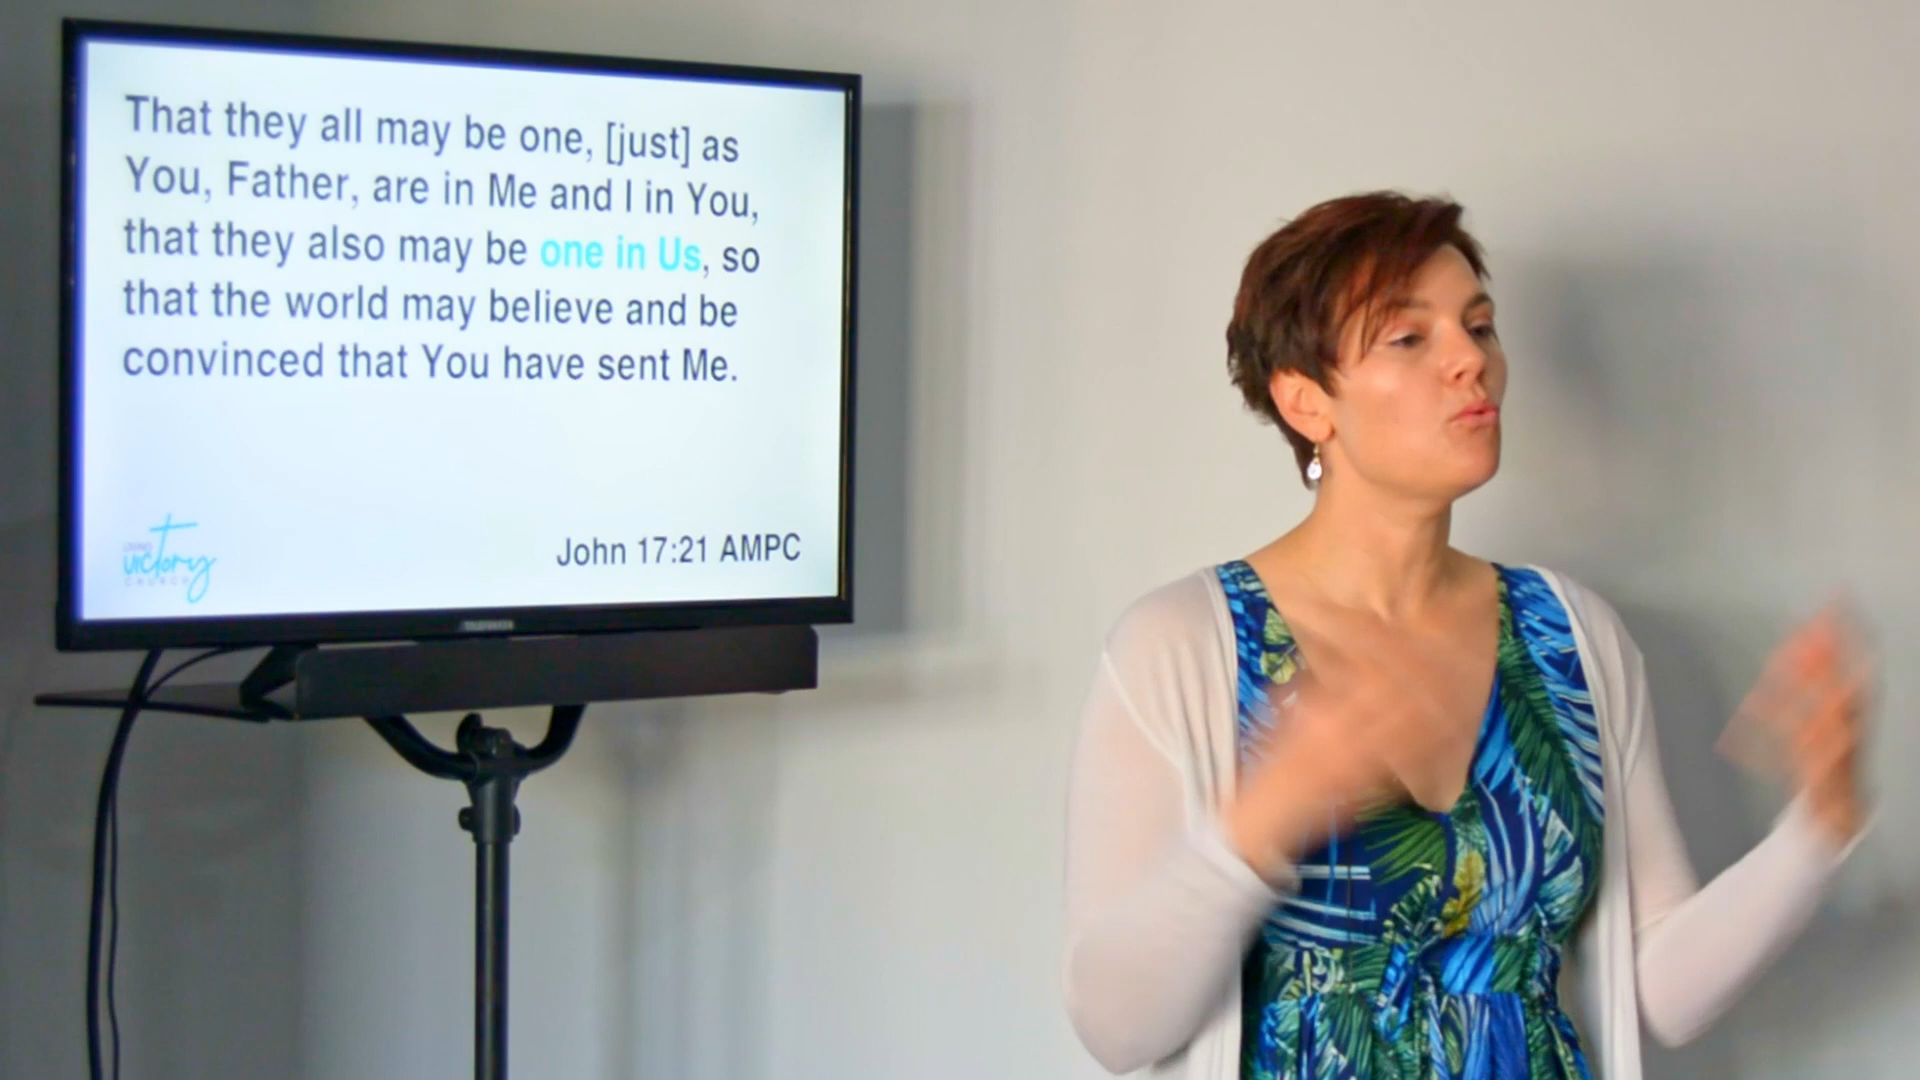 That they all may be one, [just] as
You, Father, are in Me and I in You,
that they also may be one in Us, so
that the world may believe and be
convinced that You have sent Me.
John 17:21 AMPC
victory
CHURCH